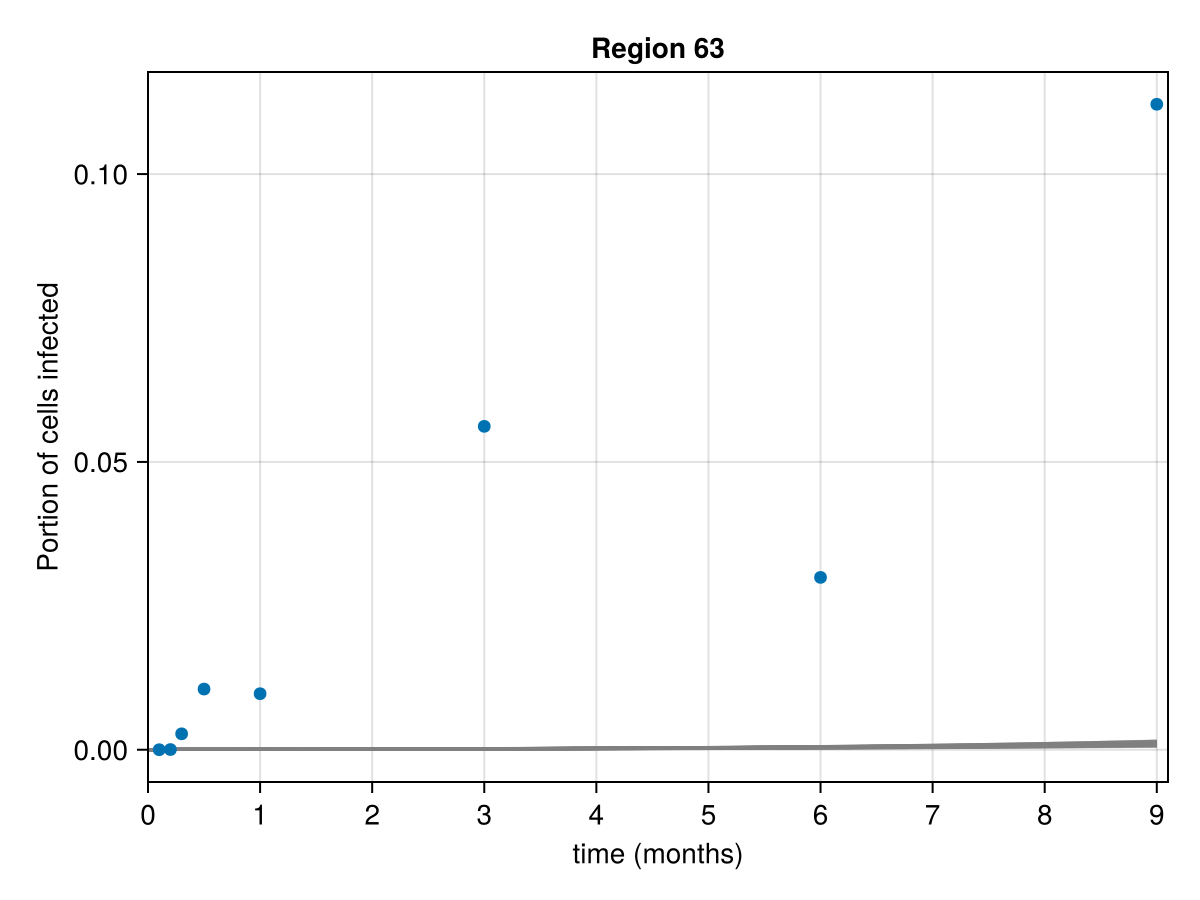 Region 63
Portion of cells infected
0.10
0.05
0.00
0 1 2 3 4 5 6 7 8 9
time (months)